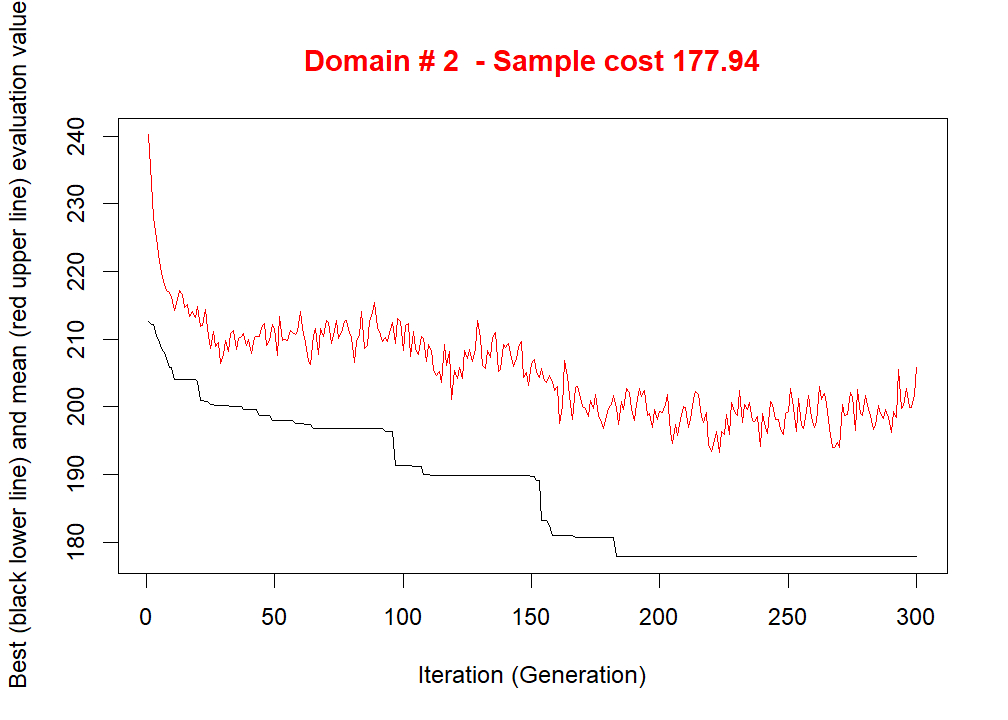 Domain # 2  - Sample cost 177.94
Best (black lower line) and mean (red upper line) evaluation value
240
230
220
210
200
190
180
0 50 100 150 200 250 300
Iteration (Generation)